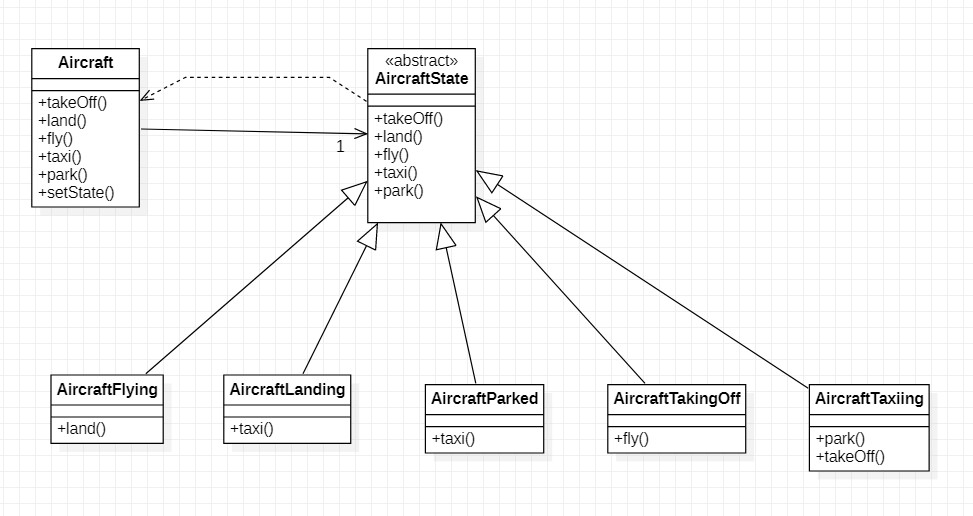 Aircraft
+takeOff()
+land()
+fly()
+taxi()
+park()
+setState()
«abstract»
AircraftState
+takeOff()
+land()
+fly()
+taxi()
+park()
1
AircraftFlying
+land()
AircraftLanding
+taxi()
AircraftParked
+taxi()
AircraftTakingOff
+fly()
AircraftTaxiing
+park()
+takeOff()